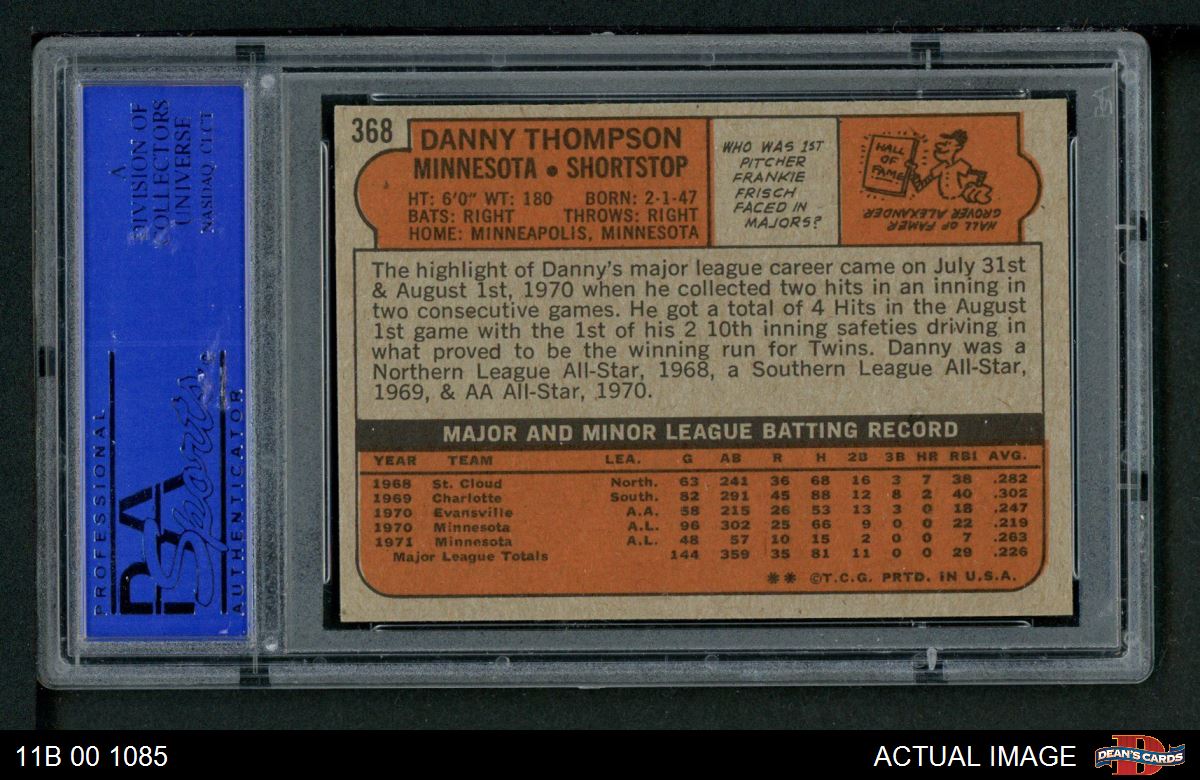 A
DIVISION OF
COLLECTORS
UNIVERSE
NASDAQ, CLCT
PROFESSIONAL
PSA
Sports
AUTHENTICATOR
368
DANNY THOMPSON
MINNESOTA • SHORTSTOP
HT: 6'0" WT: 180 BORN: 2-1-47
BATS: RIGHT THROWS: RIGHT
HOME: MINNEAPOLIS, MINNESOTA
WHO WAS 1ST
PITCHER
FRANKIE
FRISCH
FACED IN
MAJORS?
HALL
OF
FAME
HALL OF FAMER
GROVER ALEXANDER
The highlight of Danny's major league career came on July 31st
& August 1st, 1970 when he collected two hits in an inning in
two consecutive games. He got a total of 4 Hits in the August
1st game with the 1st of his 2 10th inning safeties driving in
what proved to be the winning run for Twins. Danny was a
Northern League All-Star, 1968, a Southern League All-Star,
1969, & AA All-Star, 1970.
MAJOR AND MINOR LEAGUE BATTING RECORD
YEAR TEAM LEA. G AB R H 2B 3B HR RBI AVG.
1968 St. Cloud North. 63 241 36 68 16 3 7 38 .282
1969 Charlotte South. 82 291 45 88 12 8 2 40 .302
1970 Evansville A.A. 58 215 26 53 13 3 0 18 .247
1970 Minnesota A.L. 96 302 25 66 9 0 0 22 .219
1971 Minnesota A.L. 48 57 10 15 2 0 0 7 .263
Major League Totals 144 359 35 81 11 0 0 29 .226
** ©T.C.G. PRTD. IN U.S.A.
11B 00 1085
ACTUAL IMAGE
DEAN'S CARDS